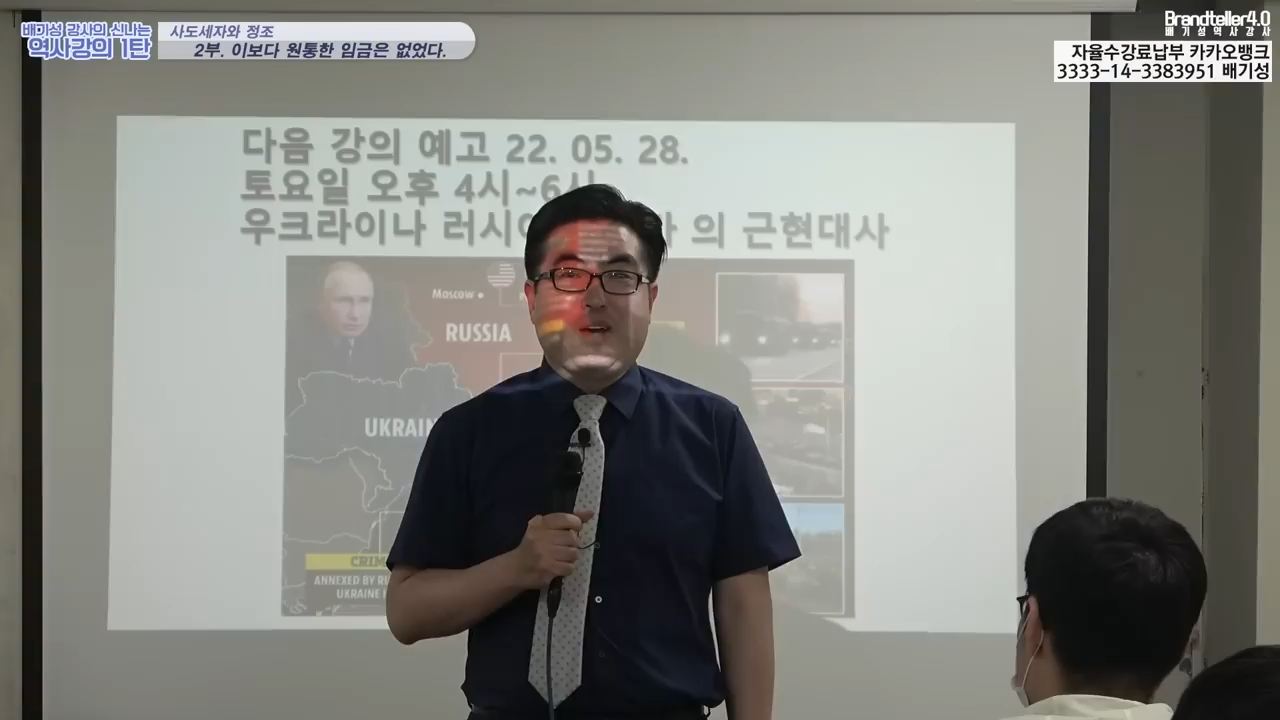 배기성 강사의 신나는
역사강의 1탄
사도세자와 정조
2부. 이보다 원통한 임금은 없었다.
Brandteller4.0
배기성역사강사
자율수강료납부 카카오뱅크
3333-14-3383951 배기성
다음 강의 예고 22. 05. 28.
토요일 오후 4시~6시
우크라이나 러시아 의 근현대사
Moscow
RUSSIA
UKRAIN
CRIM
ANNEXED BY RU
UKRAINE